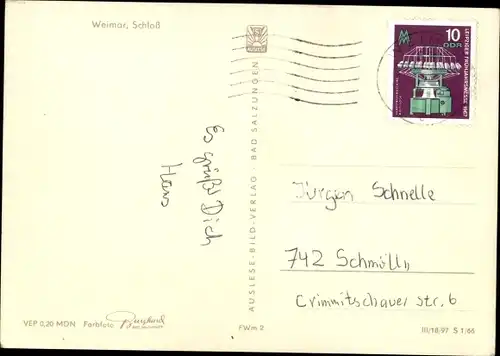 Weimar, Schloß
10
DDR
LEIPZIGER FRÜHJAHRSMESSE 1967
Es grüßt Dich
Hans
AUSLESE-BILD-VERLAG · BAD SALZUNGEN
Jürgen Schnelle
742 Schmölln
Crimmitschauer str. 6
VEP 0,20 MDN Farbfoto
FWm 2
III/18/97 S 1/66